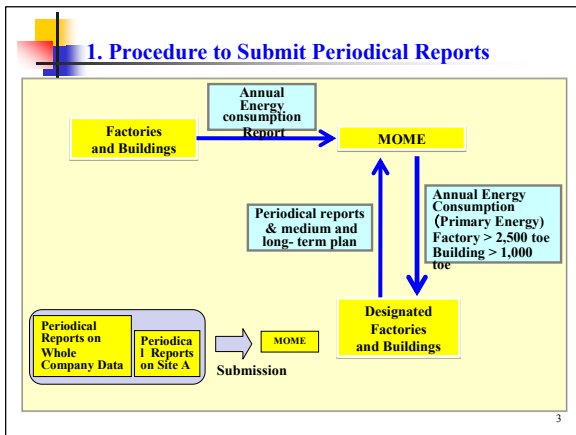 1. Procedure to Submit Periodical Reports
Annual
Energy
consumption
Report
Factories
and Buildings
MOME
Periodical reports
& medium and
long- term plan
Annual Energy
Consumption
(Primary Energy)
Factory > 2,500 toe
Building > 1,000
toe
Designated
Factories
and Buildings
Periodical
Reports on
Whole
Company Data
Periodica
l Reports
on Site A
MOME
Submission
3